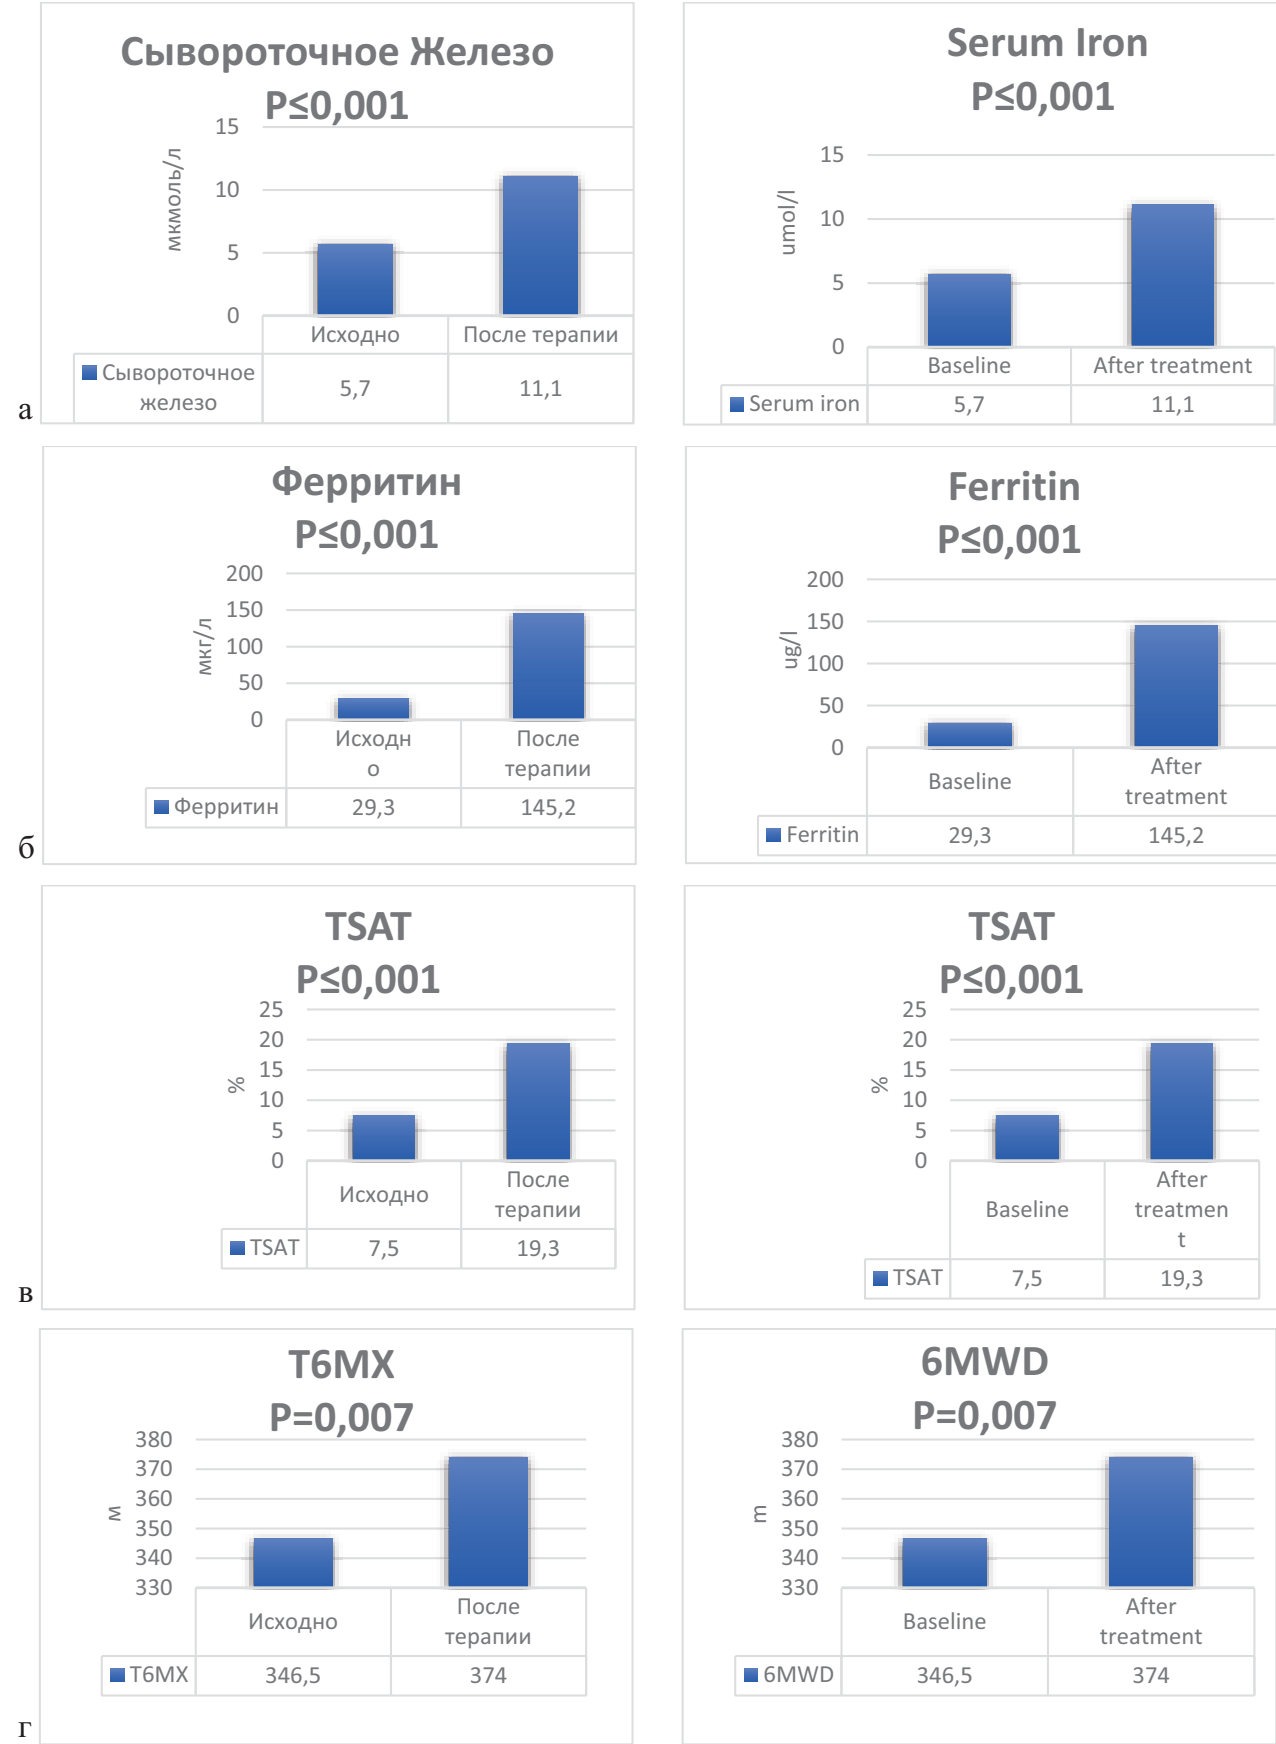 Сывороточное Железо
P≤0,001
15
10
5
0
мкмоль/л
Исходно
После терапии
Сывороточное
железо
5,7
11,1
а
Serum Iron
P≤0,001
15
10
5
0
umol/l
Baseline
After treatment
Serum iron
5,7
11,1
Ферритин
P≤0,001
200
150
100
50
0
мкг/л
Исходн
о
После
терапии
Ферритин
29,3
145,2
б
Ferritin
P≤0,001
200
150
100
50
0
ug/l
Baseline
After
treatment
Ferritin
29,3
145,2
TSAT
P≤0,001
25
20
15
10
5
0
%
Исходно
После
терапии
TSAT
7,5
19,3
в
TSAT
P≤0,001
25
20
15
10
5
0
%
Baseline
After
treatmen
t
TSAT
7,5
19,3
Т6МХ
P=0,007
380
370
360
350
340
330
м
Исходно
После
терапии
Т6МХ
346,5
374
г
6MWD
P=0,007
380
370
360
350
340
330
m
Baseline
After
treatment
6MWD
346,5
374